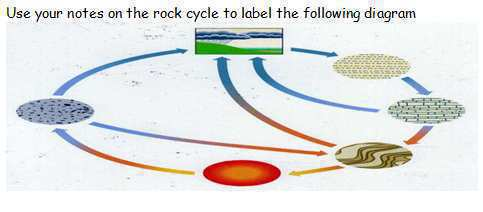 Use your notes on the rock cycle to label the following diagram